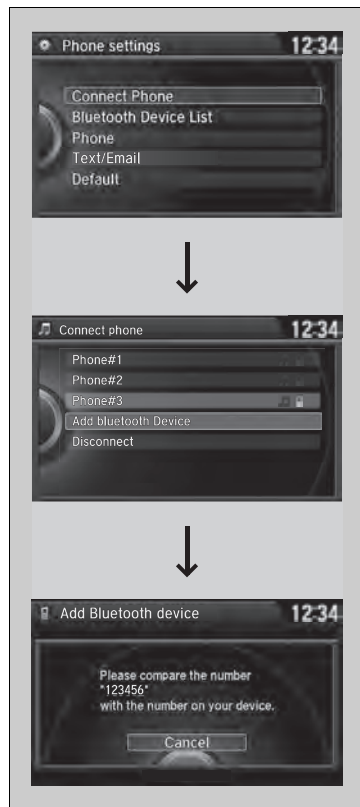 Phone settings 12:34
Connect Phone
Bluetooth Device List
Phone
Text/Email
Default
Connect phone 12:34
Phone#1
Phone#2
Phone#3
Add bluetooth Device
Disconnect
Add Bluetooth device 12:34
Please compare the number
"123456"
with the number on your device.
Cancel